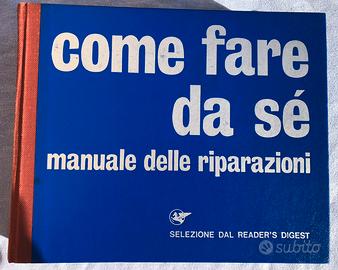 come fare
da sé
manuale delle riparazioni
SELEZIONE DAL READER'S DIGEST
subito